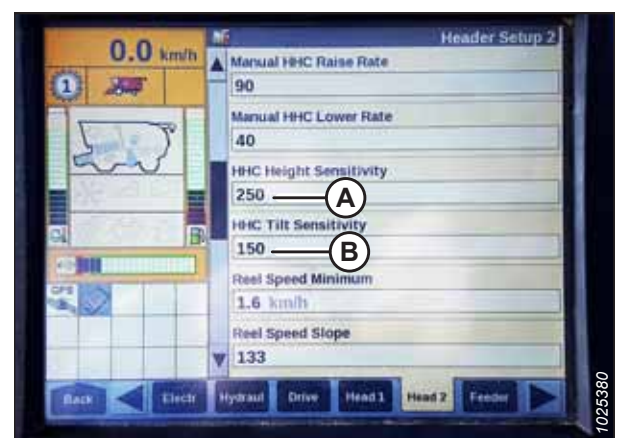 Header Setup 2
0.0 km/h
1
Manual HHC Raise Rate
90
Manual HHC Lower Rate
40
HHC Height Sensitivity
250
A
HHC Tilt Sensitivity
150
B
Reel Speed Minimum
1.6 km/h
Reel Speed Slope
133
GPS
Back Electr Hydraul Drive Head 1 Head 2 Feeder
1025380